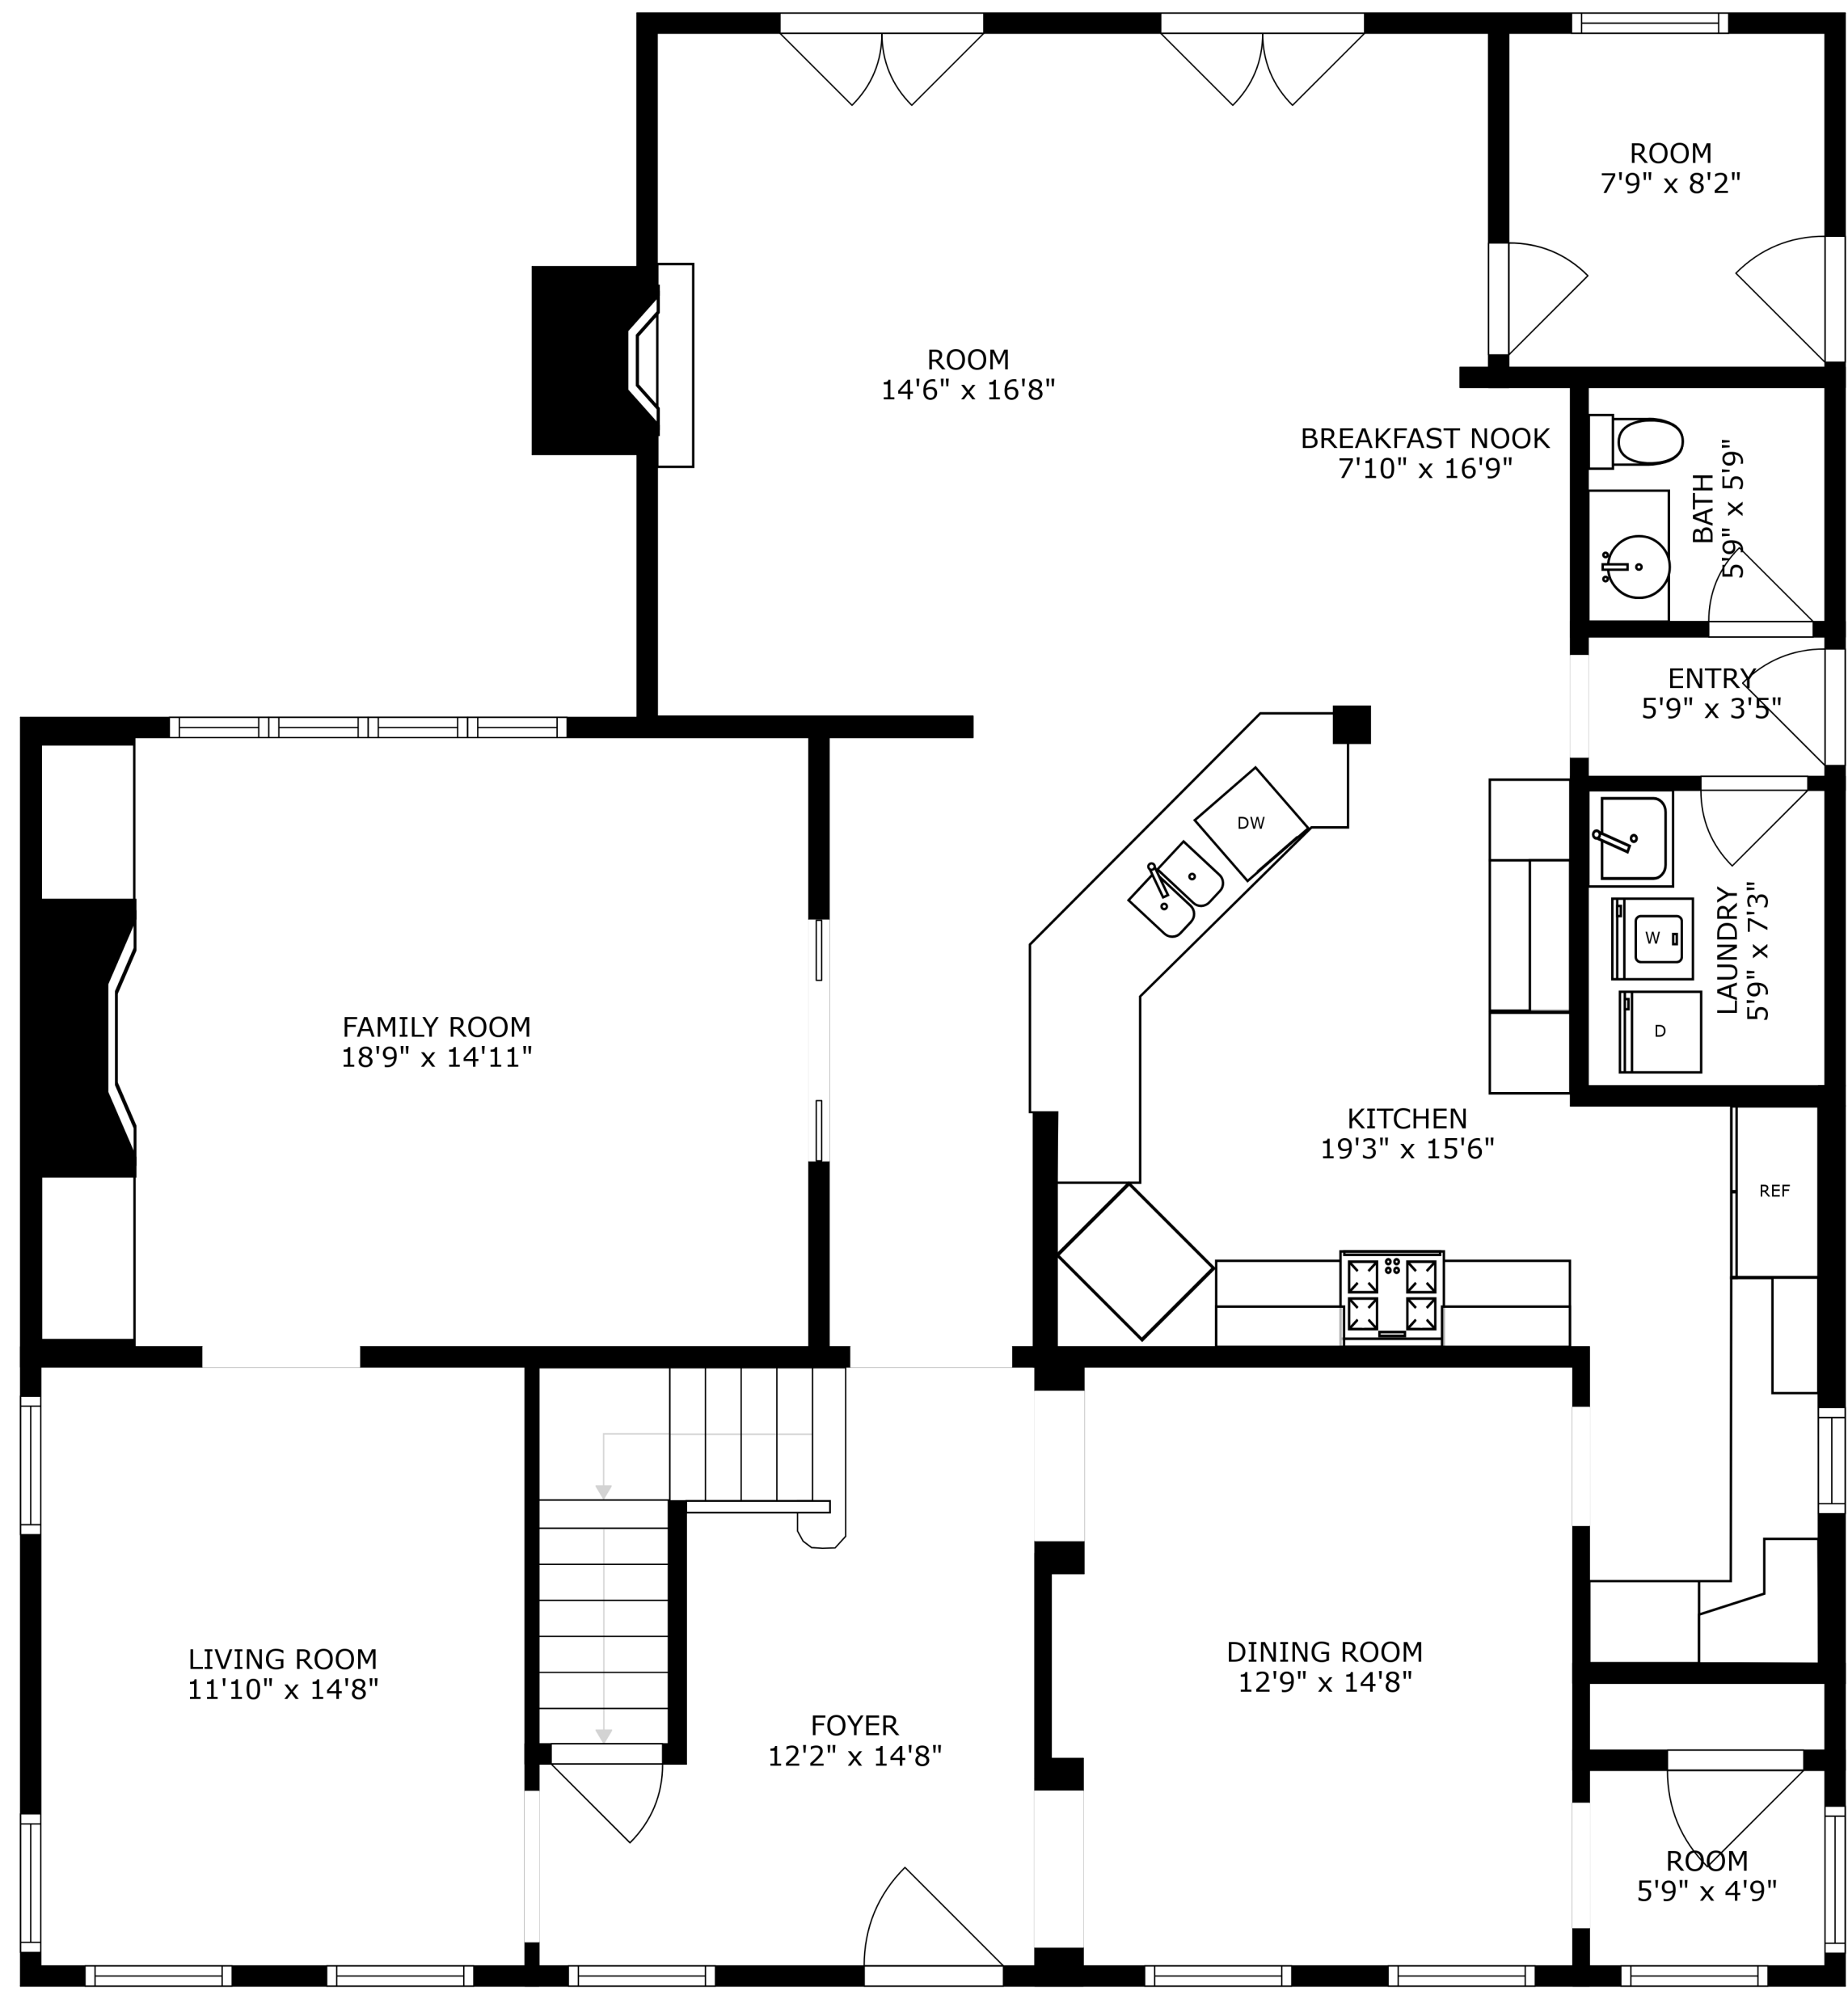 ROOM
7'9" x 8'2"
ROOM
14'6" x 16'8"
BREAKFAST NOOK
7'10" x 16'9"
BATH
5'9" x 5'9"
ENTRY
5'9" x 3'5"
DW
W
LAUNDRY
5'9" x 7'3"
D
FAMILY ROOM
18'9" x 14'11"
KITCHEN
19'3" x 15'6"
REF
LIVING ROOM
11'10" x 14'8"
DINING ROOM
12'9" x 14'8"
FOYER
12'2" x 14'8"
ROOM
5'9" x 4'9"